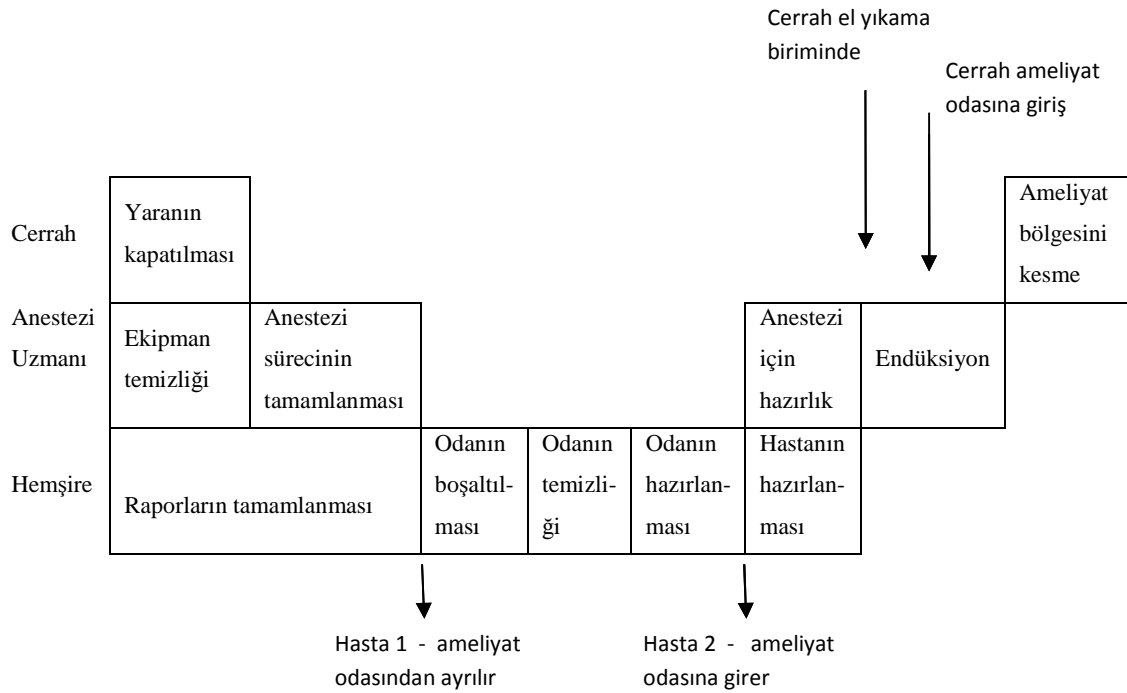 Cerrah el yıkama
biriminde
Cerrah ameliyat
odasına giriş
Cerrah
Yaranın
kapatılması
Ameliyat
bölgesini
kesme
Anestezi
Uzmanı
Ekipman
temizliği
Anestezi
sürecinin
tamamlanması
Anestezi
için
hazırlık
Endüksiyon
Hemşire
Raporların tamamlanması
Odanın
boşaltıl-
ması
Odanın
temizli-
ği
Odanın
hazırlan-
ması
Hastanın
hazırlan-
ması
Hasta 1 - ameliyat
odasından ayrılır
Hasta 2 - ameliyat
odasına girer